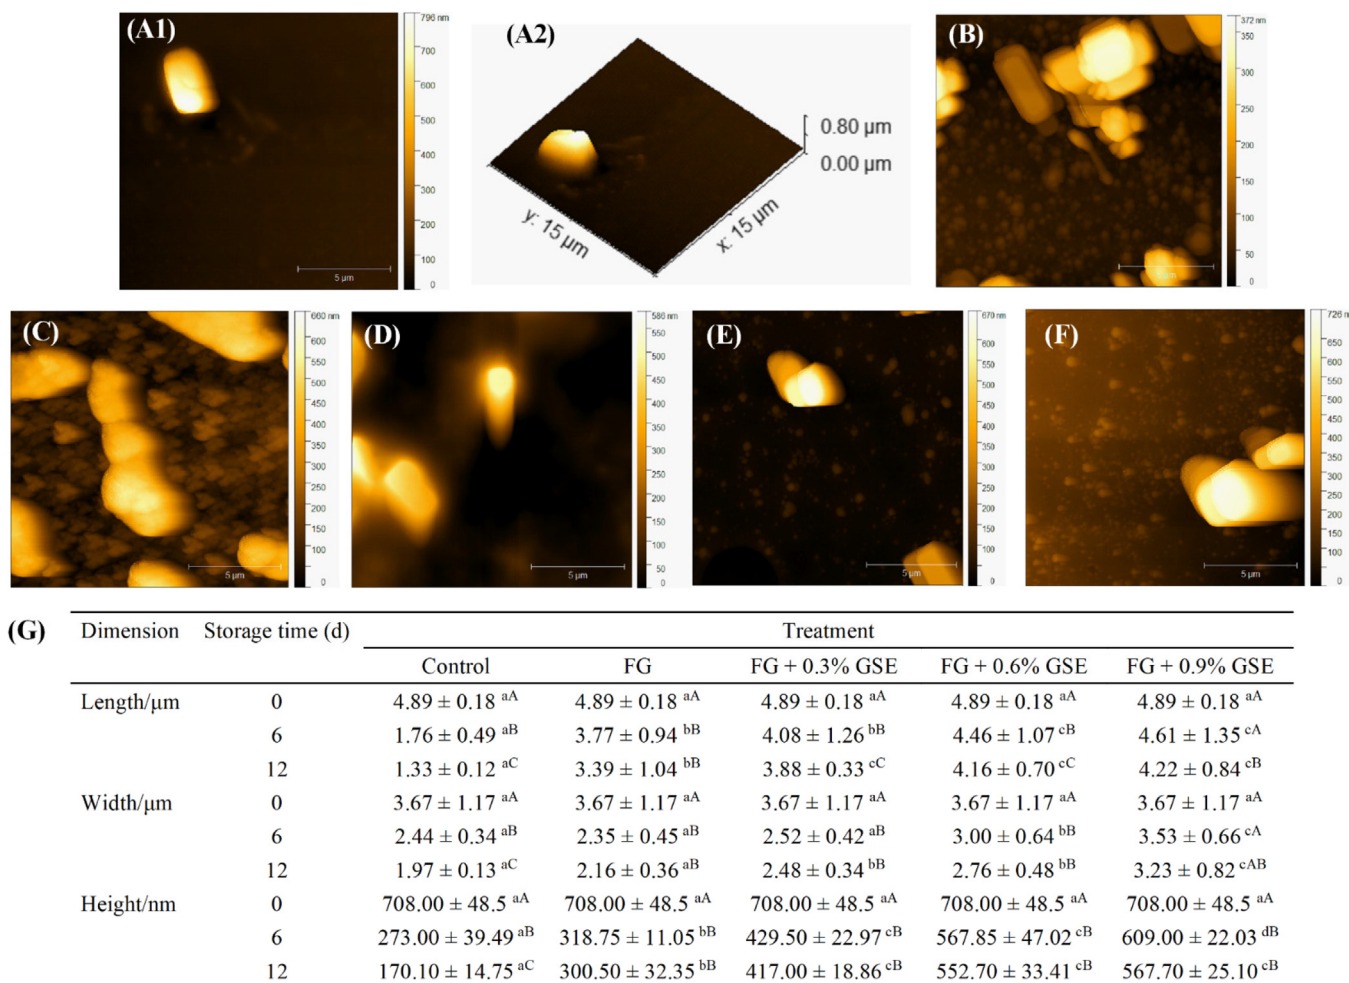 (A1)
796 nm
700
600
500
400
300
200
100
0
5 μm
(A2)
0.80 μm
0.00 μm
y: 15 μm
x: 15 μm
(B)
372 nm
350
300
250
200
150
100
50
0
5 μm
(C)
660 nm
600
550
500
450
400
350
300
250
200
150
100
0
5 μm
(D)
586 nm
500
450
400
350
300
250
200
150
100
50
0
5 μm
(E)
670 nm
600
550
500
450
400
350
300
250
200
150
100
0
5 μm
(F)
726 nm
650
600
550
500
450
400
350
300
250
200
150
100
0
5 μm
(G)
Dimension Storage time (d) Treatment
Control FG FG + 0.3% GSE FG + 0.6% GSE FG + 0.9% GSE
Length/μm 0 4.89 ± 0.18 aA 4.89 ± 0.18 aA 4.89 ± 0.18 aA 4.89 ± 0.18 aA 4.89 ± 0.18 aA
6 1.76 ± 0.49 aB 3.77 ± 0.94 bB 4.08 ± 1.26 bB 4.46 ± 1.07 cB 4.61 ± 1.35 cA
12 1.33 ± 0.12 aC 3.39 ± 1.04 bB 3.88 ± 0.33 cC 4.16 ± 0.70 cC 4.22 ± 0.84 cB
Width/μm 0 3.67 ± 1.17 aA 3.67 ± 1.17 aA 3.67 ± 1.17 aA 3.67 ± 1.17 aA 3.67 ± 1.17 aA
6 2.44 ± 0.34 aB 2.35 ± 0.45 aB 2.52 ± 0.42 aB 3.00 ± 0.64 bB 3.53 ± 0.66 cA
12 1.97 ± 0.13 aC 2.16 ± 0.36 aB 2.48 ± 0.34 bB 2.76 ± 0.48 bB 3.23 ± 0.82 cAB
Height/nm 0 708.00 ± 48.5 aA 708.00 ± 48.5 aA 708.00 ± 48.5 aA 708.00 ± 48.5 aA 708.00 ± 48.5 aA
6 273.00 ± 39.49 aB 318.75 ± 11.05 bB 429.50 ± 22.97 cB 567.85 ± 47.02 cB 609.00 ± 22.03 dB
12 170.10 ± 14.75 aC 300.50 ± 32.35 bB 417.00 ± 18.86 cB 552.70 ± 33.41 cB 567.70 ± 25.10 cB